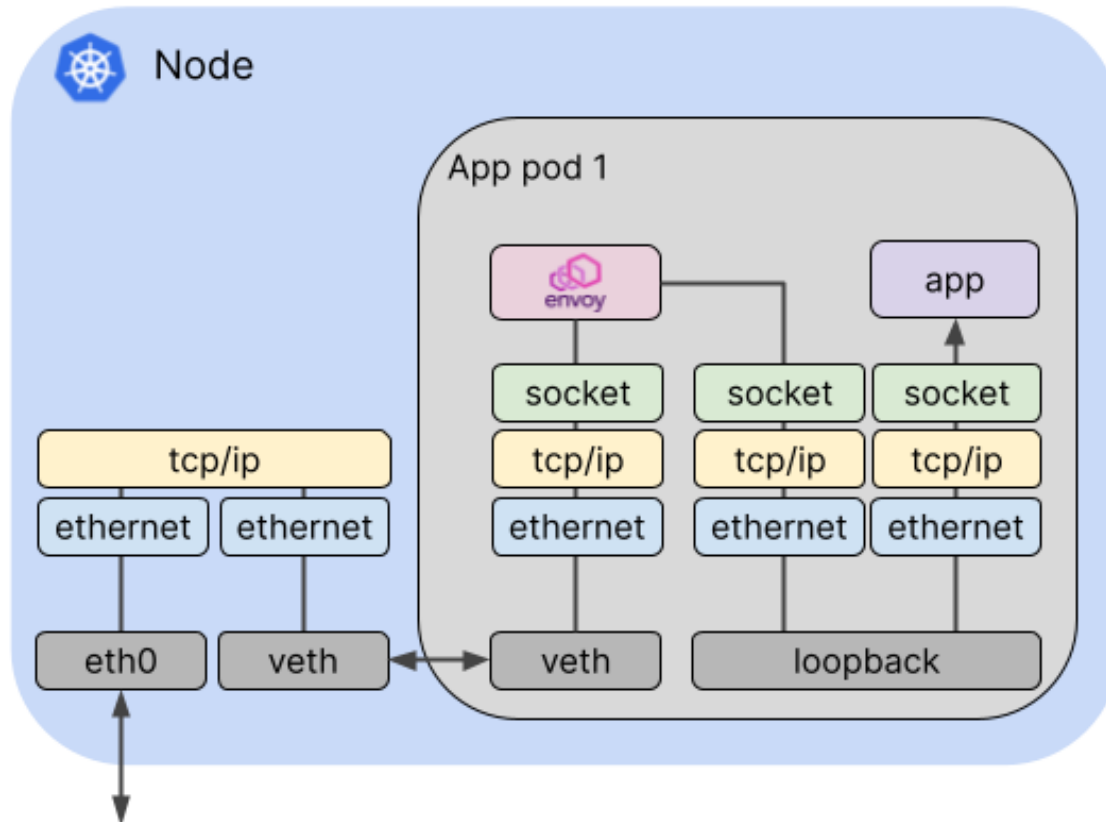 Node
App pod 1
envoy
app
socket
socket
socket
tcp/ip
tcp/ip
tcp/ip
tcp/ip
ethernet
ethernet
ethernet
ethernet
ethernet
eth0
veth
veth
loopback